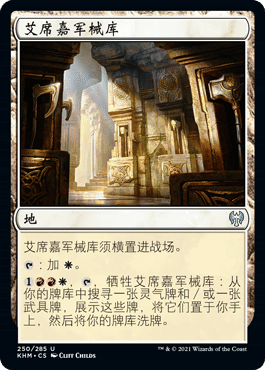 艾席嘉军械库
地
艾席嘉军械库须横置进战场。
：加。
1，，牺牲艾席嘉军械库：从
你的牌库中搜寻一张灵气牌和／或一张
武具牌，展示这些牌，将它们置于你手
上，然后将你的牌库洗牌。
250/285 U
KHM • CS CLIFF CHILDS
™ & © 2021 Wizards of the Coast